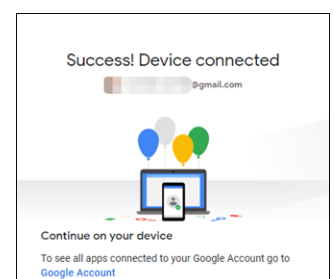 Success! Device connected
@gmail.com
Continue on your device
To see all apps connected to your Google Account go to
Google Account